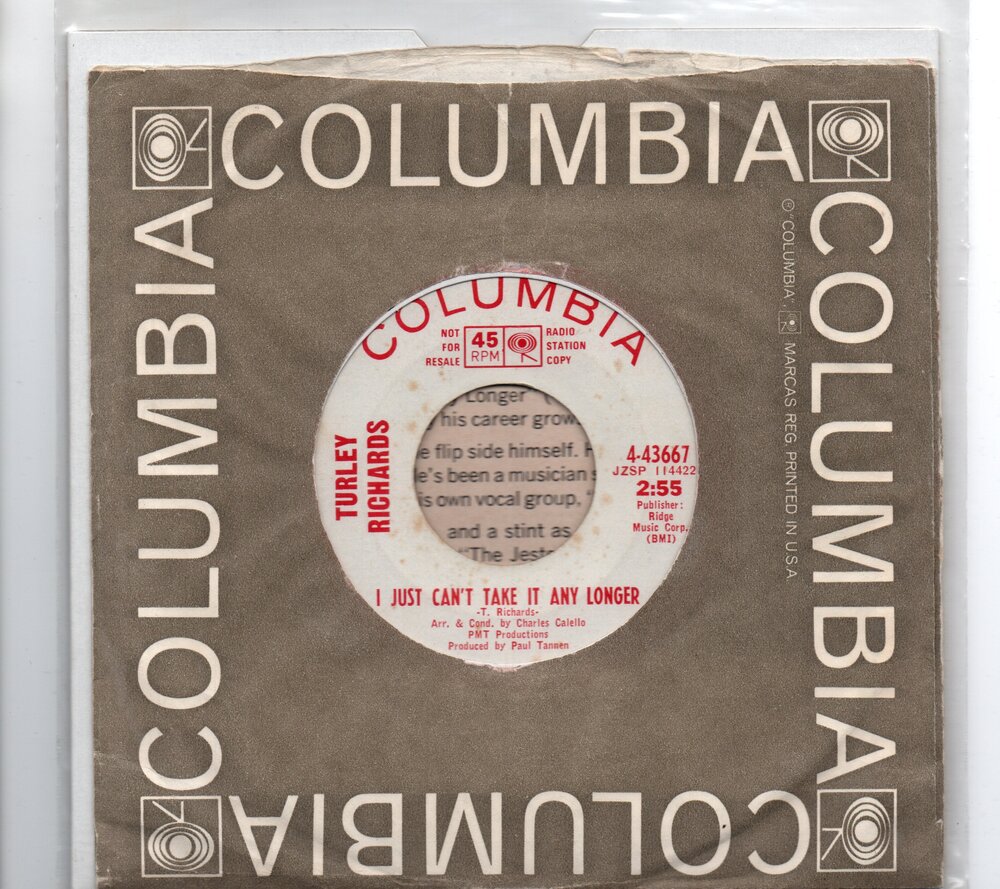 COLUMBIA
COLUMBIA
COLUMBIA
COLUMBIA
© "COLUMBIA", MARCAS REG. PRINTED IN U.S.A
COLUMBIA
NOT
FOR
RESALE
45
RPM
RADIO
STATION
COPY
TURLEY
RICHARDS
4-43667
JZSP 114422
2:55
Publisher:
Ridge
Music Corp.
(BMI)
Longer"
his career grow
flip side himself.
been a musician
own vocal group, "
and a stint as
"The Jest
I JUST CAN'T TAKE IT ANY LONGER
-T. Richards-
Arr. & Cond. by Charles Calello
PMT Productions
Produced by Paul Tannen